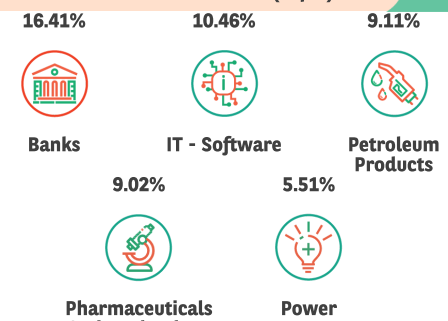 16.41% 10.46% 9.11%
Banks IT - Software Petroleum
Products
9.02% 5.51%
Pharmaceuticals Power